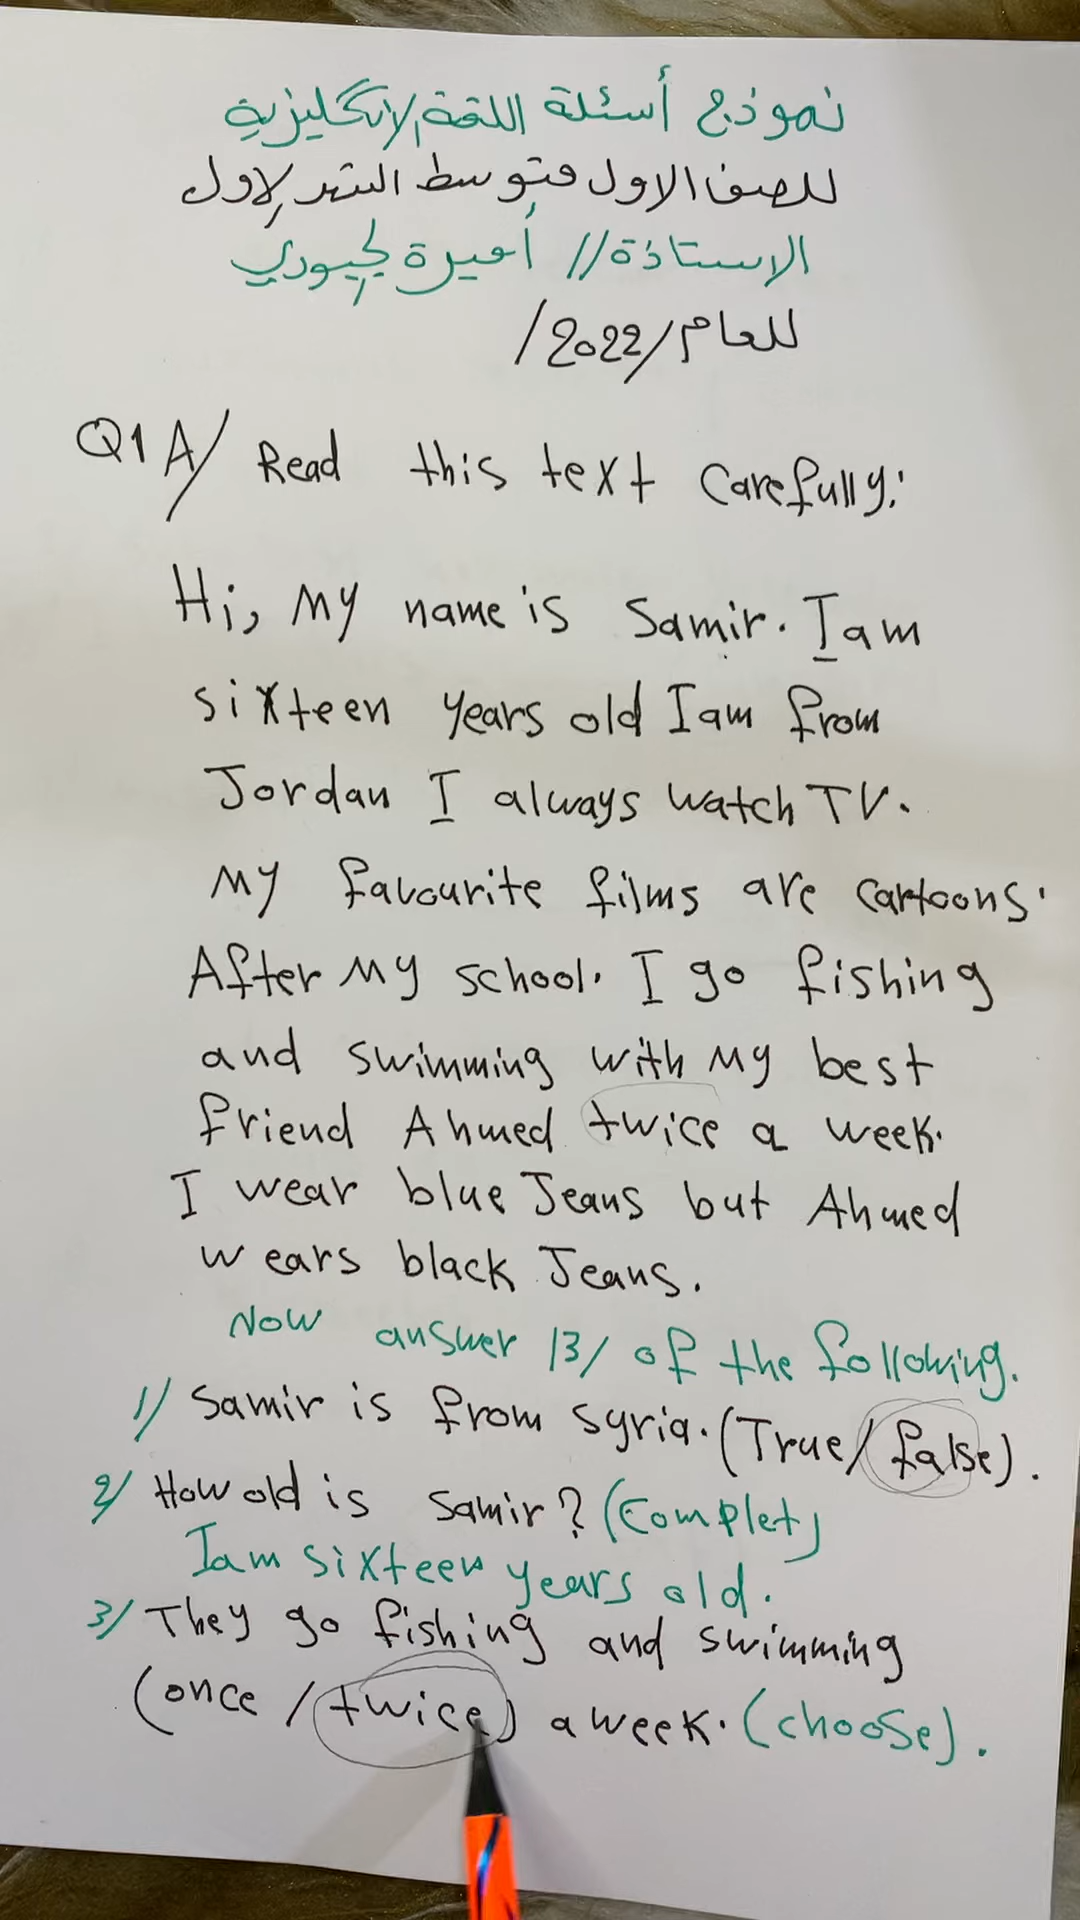 نموذج أسئلة اللغة الانكليزية
للصف الاول متوسط الشهر الاول
الاستاذة // أميرة الجبوري
للعام /2022/
Q1 A/ Read this text carefully:
Hi, My name is Samir. I am
sixteen years old I am from
Jordan I always watch TV.
My favourite films are cartoons.
After My school. I go fishing
and swimming with My best
friend Ahmed twice a week.
I wear blue Jeans but Ahmed
wears black Jeans.
Now answer /3/ of the following.
1/ Samir is from Syria. (True/false).
2/ How old is Samir? (Complet)
I am sixteen years old.
3/ They go fishing and swimming
(once / twice) a week. (choose).